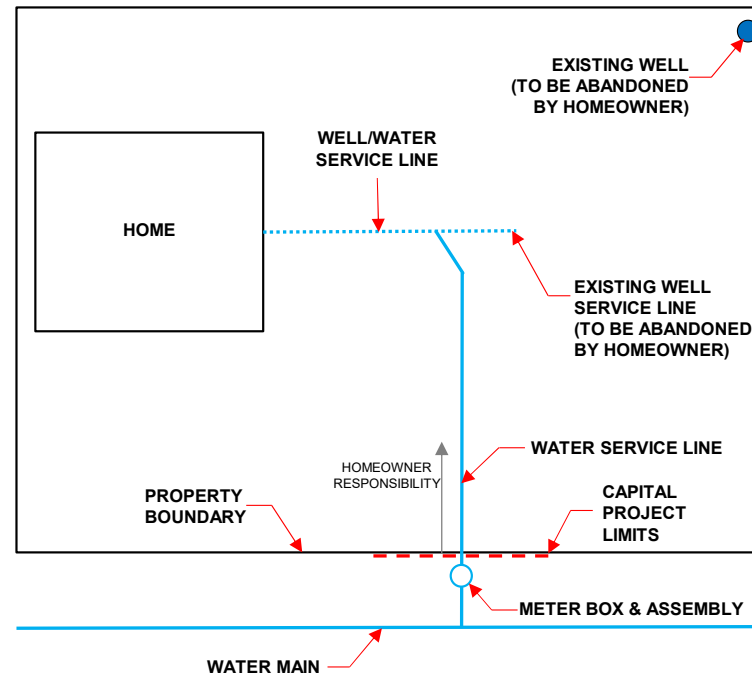 EXISTING WELL
(TO BE ABANDONED
BY HOMEOWNER)
WELL/WATER
SERVICE LINE
HOME
EXISTING WELL
SERVICE LINE
(TO BE ABANDONED
BY HOMEOWNER)
WATER SERVICE LINE
HOMEOWNER
RESPONSIBILITY
PROPERTY
BOUNDARY
CAPITAL
PROJECT
LIMITS
METER BOX & ASSEMBLY
WATER MAIN